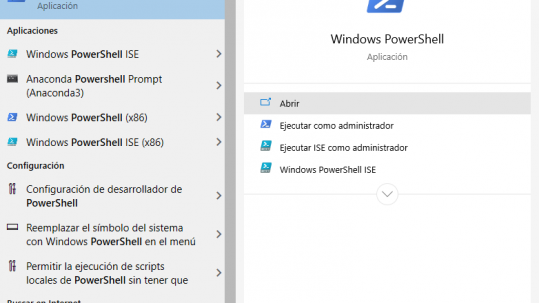 Aplicación
Aplicaciones
Windows PowerShell ISE
Anaconda Powershell Prompt
(Anaconda3)
Windows PowerShell (x86)
Windows PowerShell ISE (x86)
Configuración
Configuración de desarrollador de
PowerShell
Reemplazar el símbolo del sistema
con Windows PowerShell en el menú
Permitir la ejecución de scripts
locales de PowerShell sin tener que
Buscar en Internet
Windows PowerShell
Aplicación
Abrir
Ejecutar como administrador
Ejecutar ISE como administrador
Windows PowerShell ISE